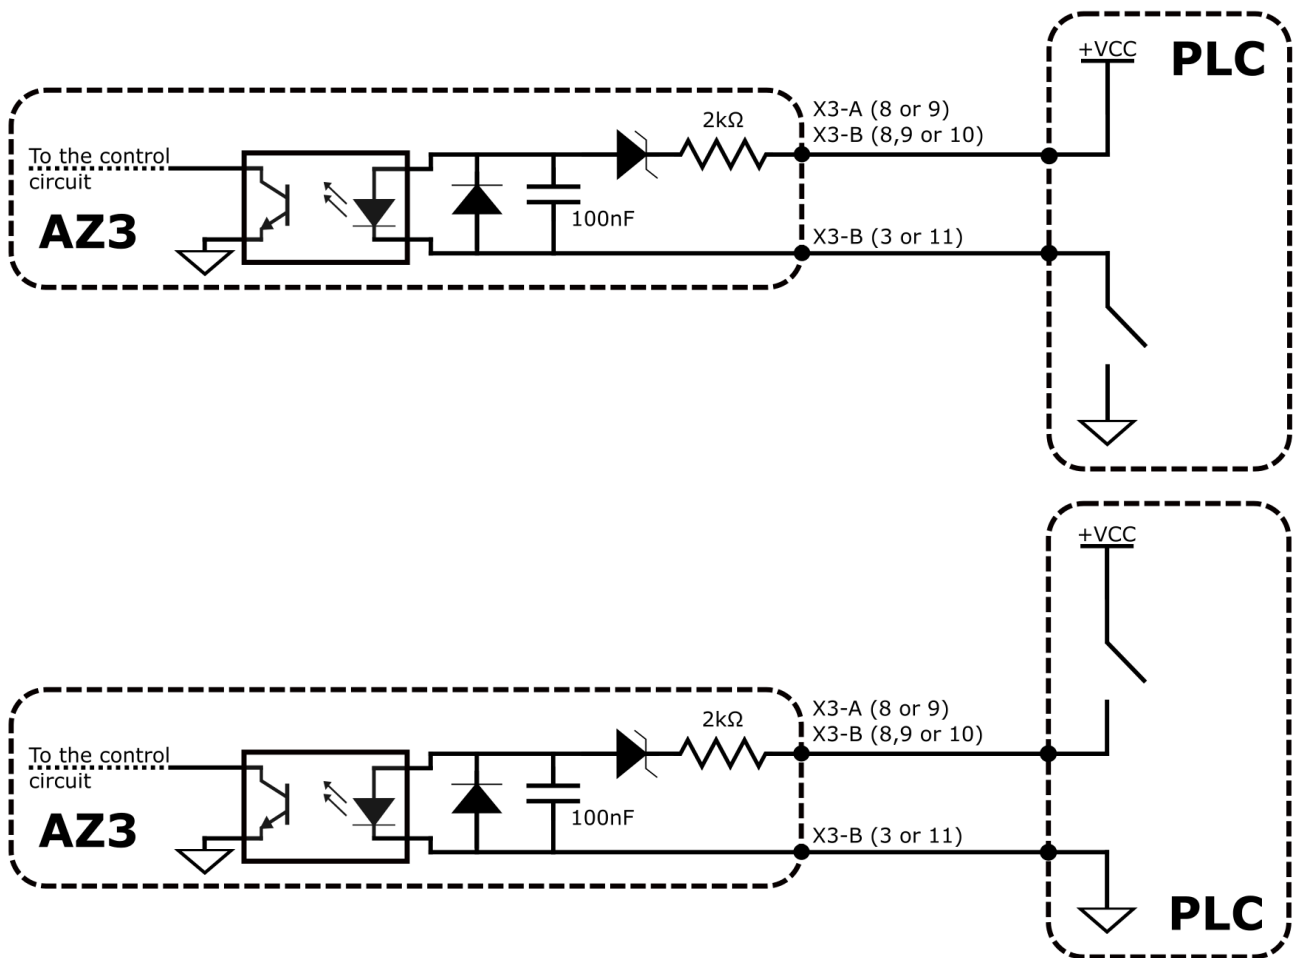 +VCC
PLC
X3-A (8 or 9)
2kΩ
X3-B (8,9 or 10)
To the control
circuit
AZ3
100nF
X3-B (3 or 11)
+VCC
X3-A (8 or 9)
2kΩ
X3-B (8,9 or 10)
To the control
circuit
AZ3
100nF
X3-B (3 or 11)
PLC